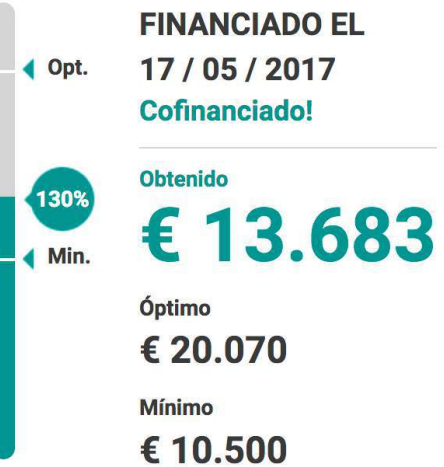 FINANCIADO EL
Opt.
17 / 05 / 2017
Cofinanciado!
Obtenido
130%
€ 13.683
Min.
Óptimo
€ 20.070
Mínimo
€ 10.500